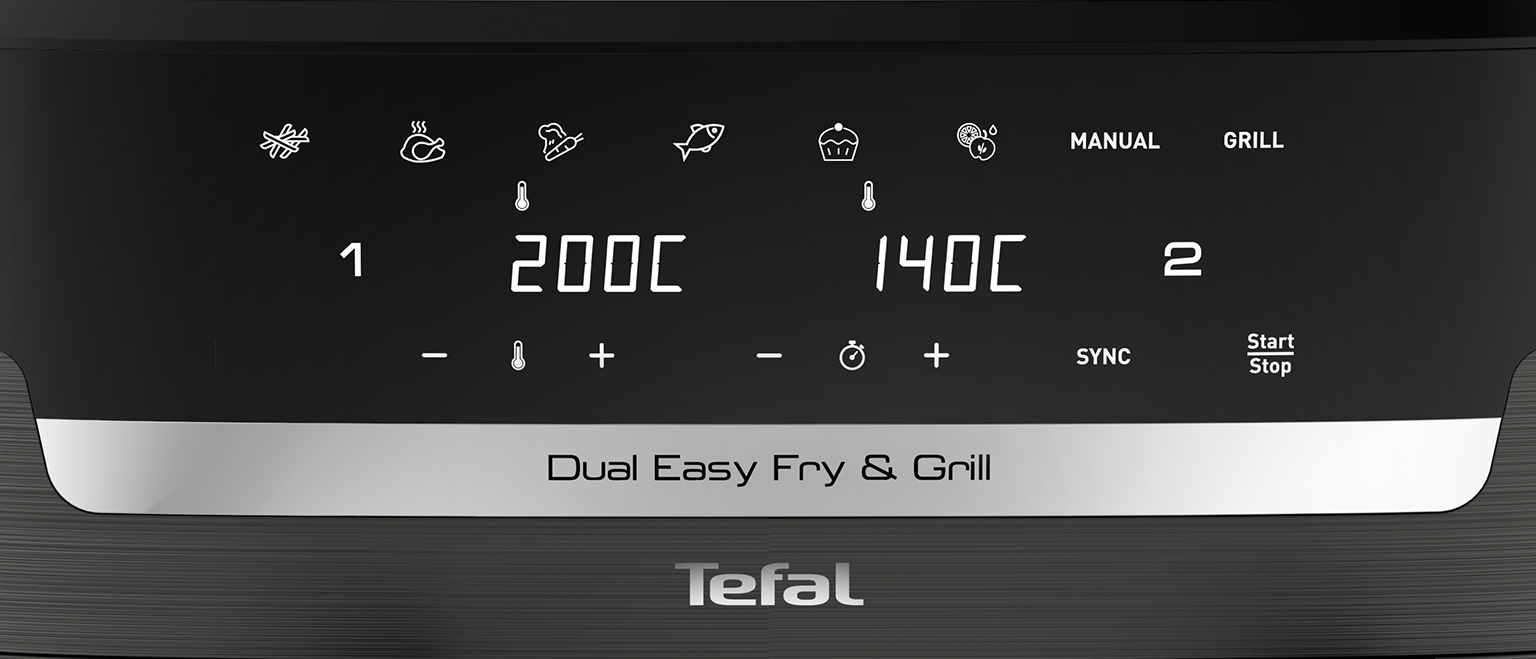 MANUAL GRILL
1 200C 140C 2
SYNC Start
Stop
Dual Easy Fry & Grill
Tefal